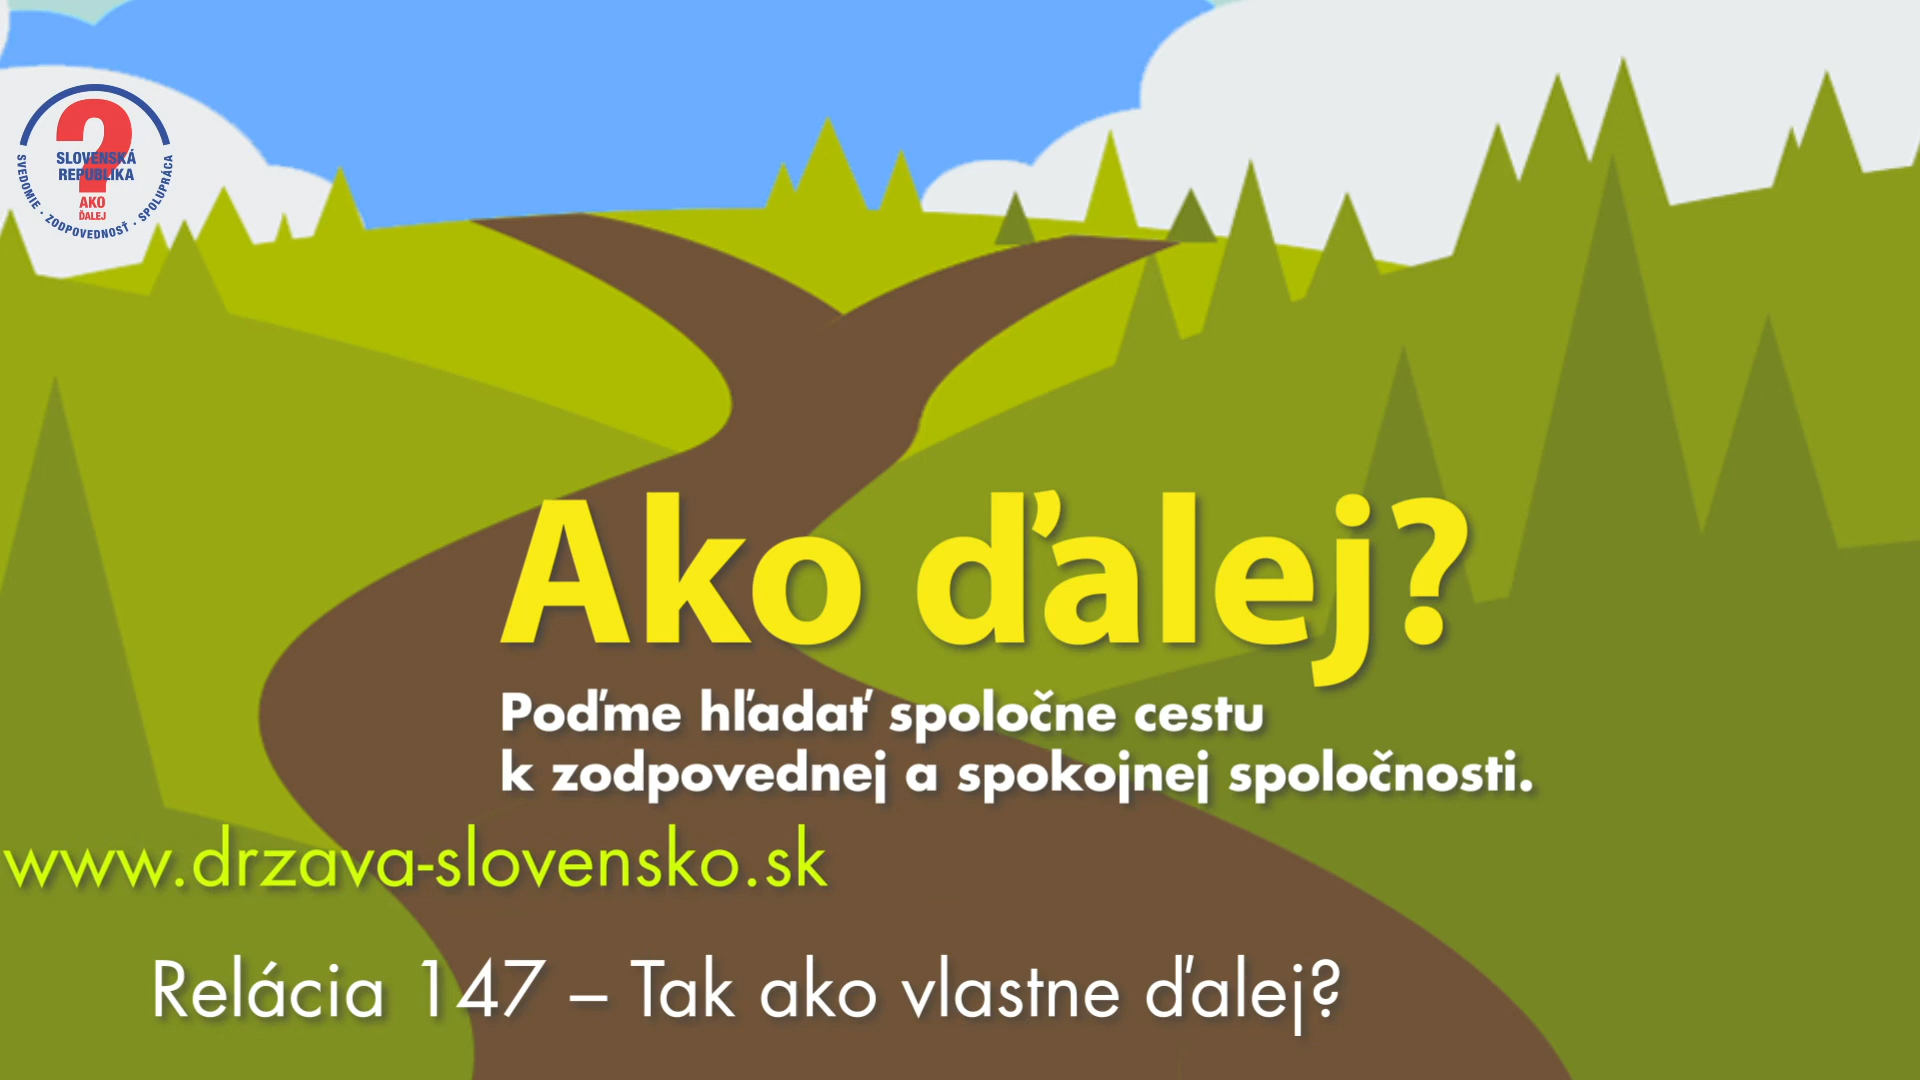 SLOVENSKÁ
REPUBLIKA
AKO
ĎALEJ
SVEDOMIE · ZODPOVEDNOSŤ · SPOLUPRÁCA
Ako ďalej?
Poďme hľadať spoločne cestu
k zodpovednej a spokojnej spoločnosti.
www.drzava-slovensko.sk
Relácia 147 – Tak ako vlastne ďalej?